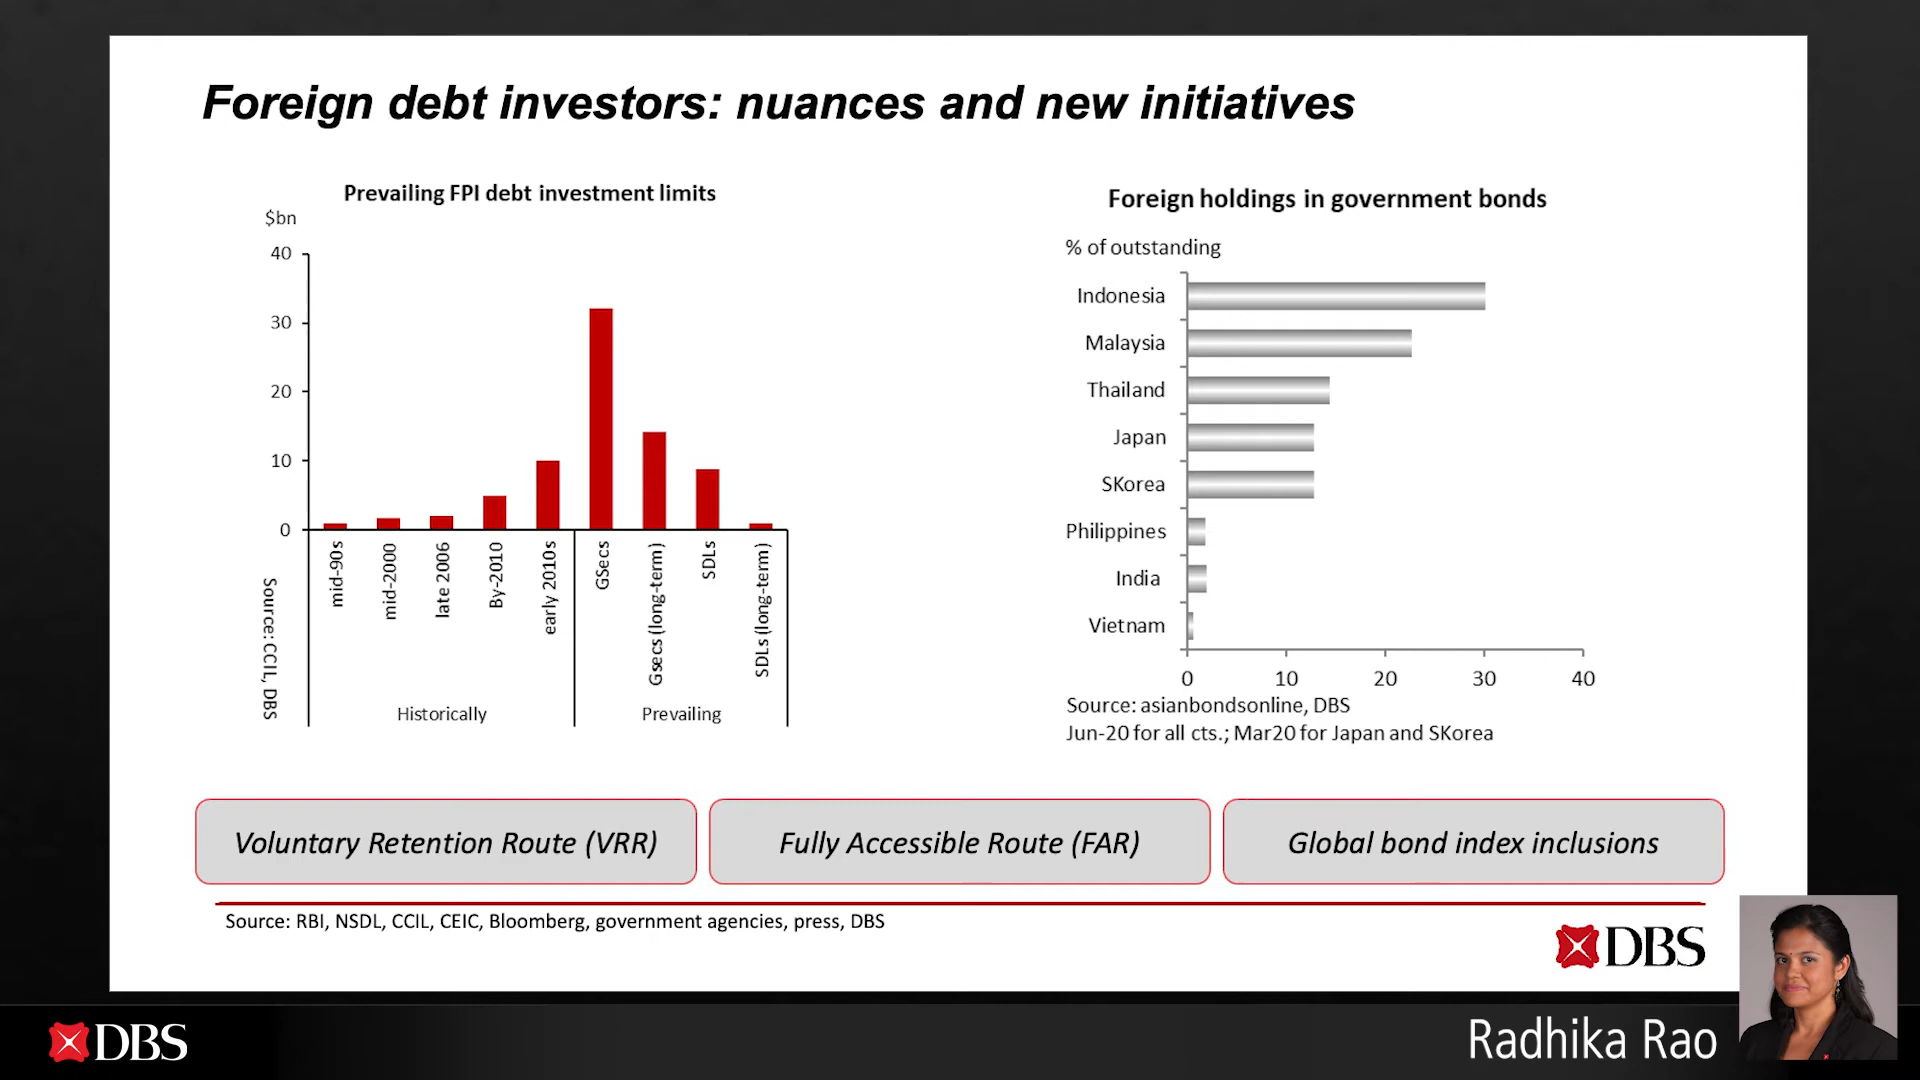 Foreign debt investors: nuances and new initiatives
Prevailing FPI debt investment limits
$bn
40
30
20
10
0
mid-90s
mid-2000
late 2006
By-2010
early 2010s
GSecs
Gsecs (long-term)
SDLs
SDLs (long-term)
Historically
Prevailing
Source: CCIL, DBS
Foreign holdings in government bonds
% of outstanding
Indonesia
Malaysia
Thailand
Japan
SKorea
Philippines
India
Vietnam
0 10 20 30 40
Source: asianbondsonline, DBS
Jun-20 for all cts.; Mar20 for Japan and SKorea
Voluntary Retention Route (VRR)
Fully Accessible Route (FAR)
Global bond index inclusions
Source: RBI, NSDL, CCIL, CEIC, Bloomberg, government agencies, press, DBS
DBS
DBS
Radhika Rao